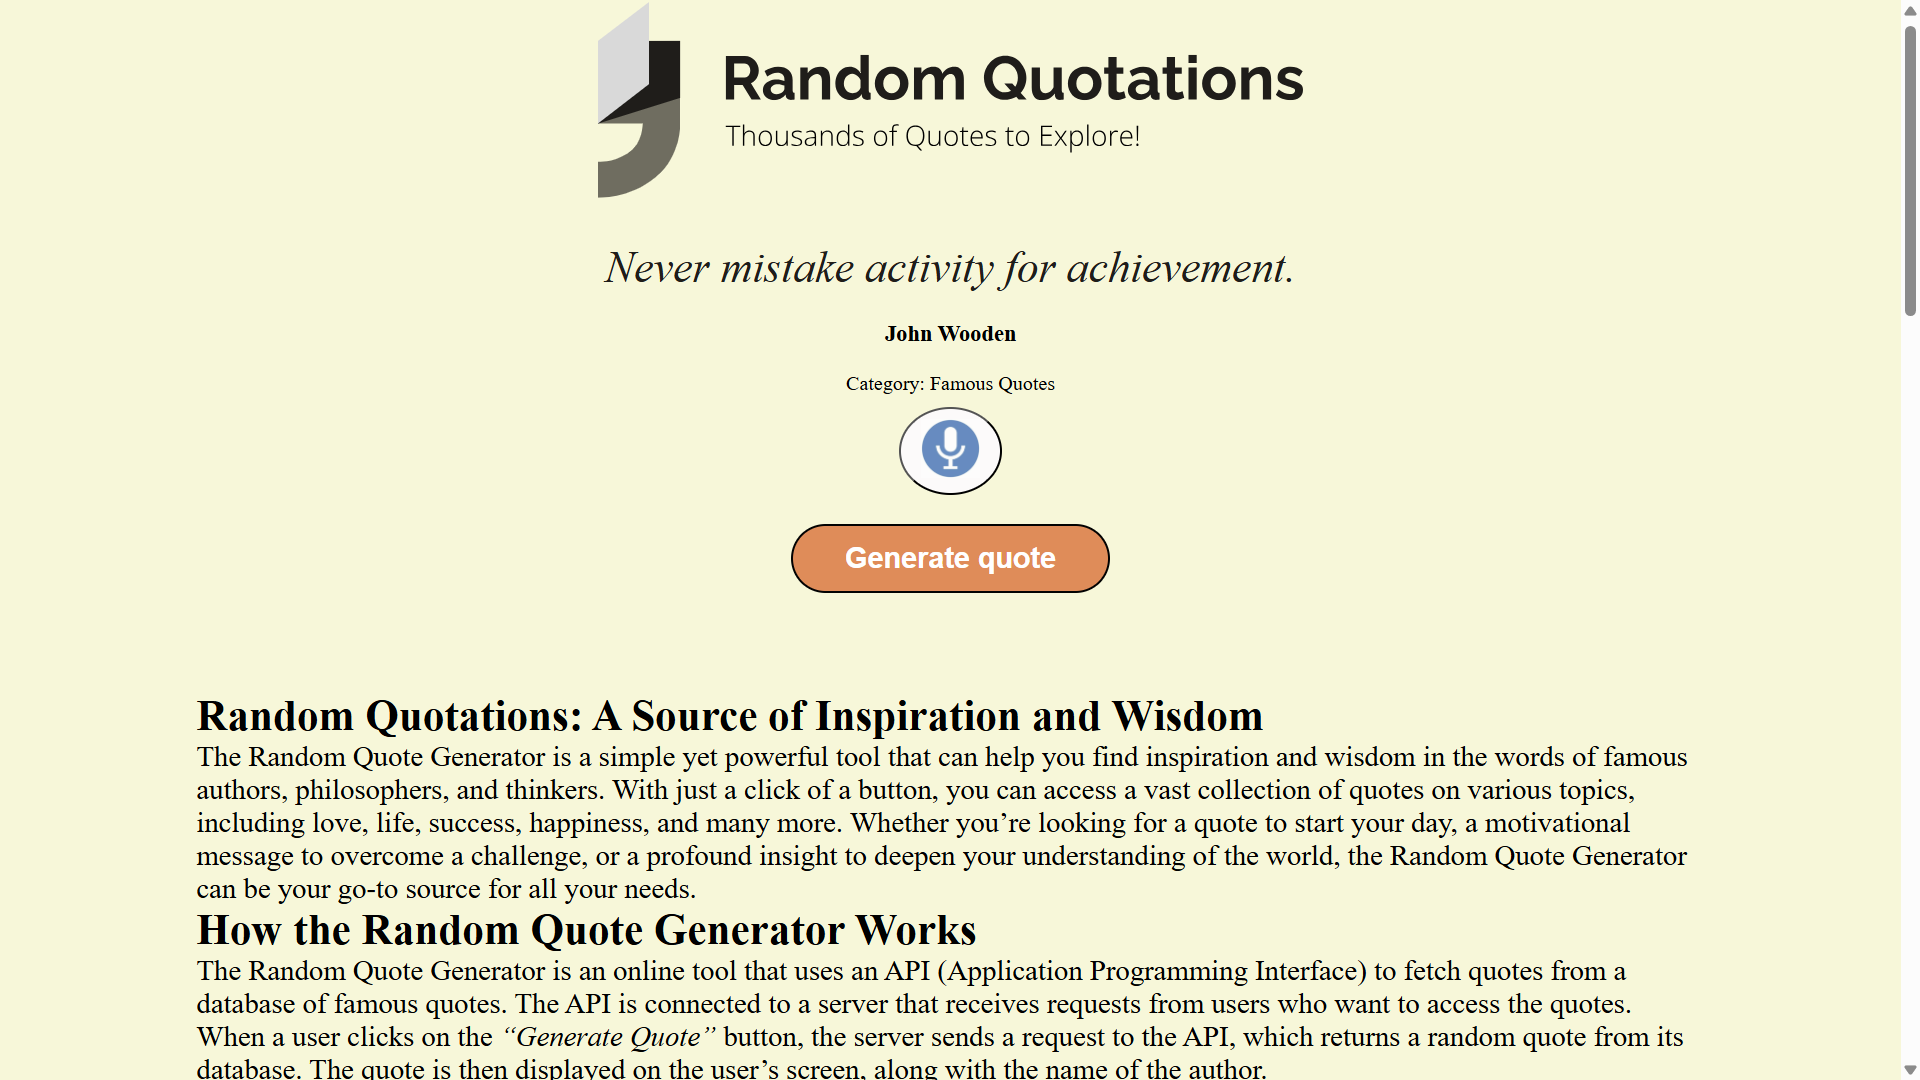 Random Quotations
Thousands of Quotes to Explore!
Never mistake activity for achievement.
John Wooden
Category: Famous Quotes
Generate quote
Random Quotations: A Source of Inspiration and Wisdom
The Random Quote Generator is a simple yet powerful tool that can help you find inspiration and wisdom in the words of famous
authors, philosophers, and thinkers. With just a click of a button, you can access a vast collection of quotes on various topics,
including love, life, success, happiness, and many more. Whether you’re looking for a quote to start your day, a motivational
message to overcome a challenge, or a profound insight to deepen your understanding of the world, the Random Quote Generator
can be your go-to source for all your needs.
How the Random Quote Generator Works
The Random Quote Generator is an online tool that uses an API (Application Programming Interface) to fetch quotes from a
database of famous quotes. The API is connected to a server that receives requests from users who want to access the quotes.
When a user clicks on the “Generate Quote” button, the server sends a request to the API, which returns a random quote from its
database. The quote is then displayed on the user’s screen, along with the name of the author.